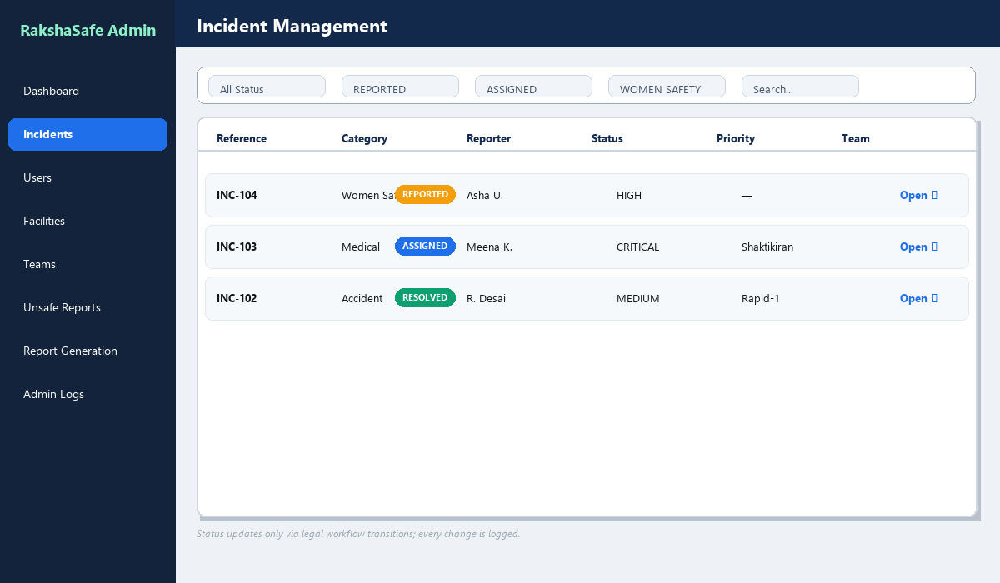 RakshaSafe Admin
Dashboard
Incidents
Users
Facilities
Teams
Unsafe Reports
Report Generation
Admin Logs
Incident Management
All Status REPORTED ASSIGNED WOMEN SAFETY Search...
Reference Category Reporter Status Priority Team
INC-104 Women REPORTED Asha U. HIGH — Open
INC-103 Medical ASSIGNED Meena K. CRITICAL Shaktikiran Open
INC-102 Accident RESOLVED R. Desai MEDIUM Rapid-1 Open
Status updates only via legal workflow transitions; every change is logged.